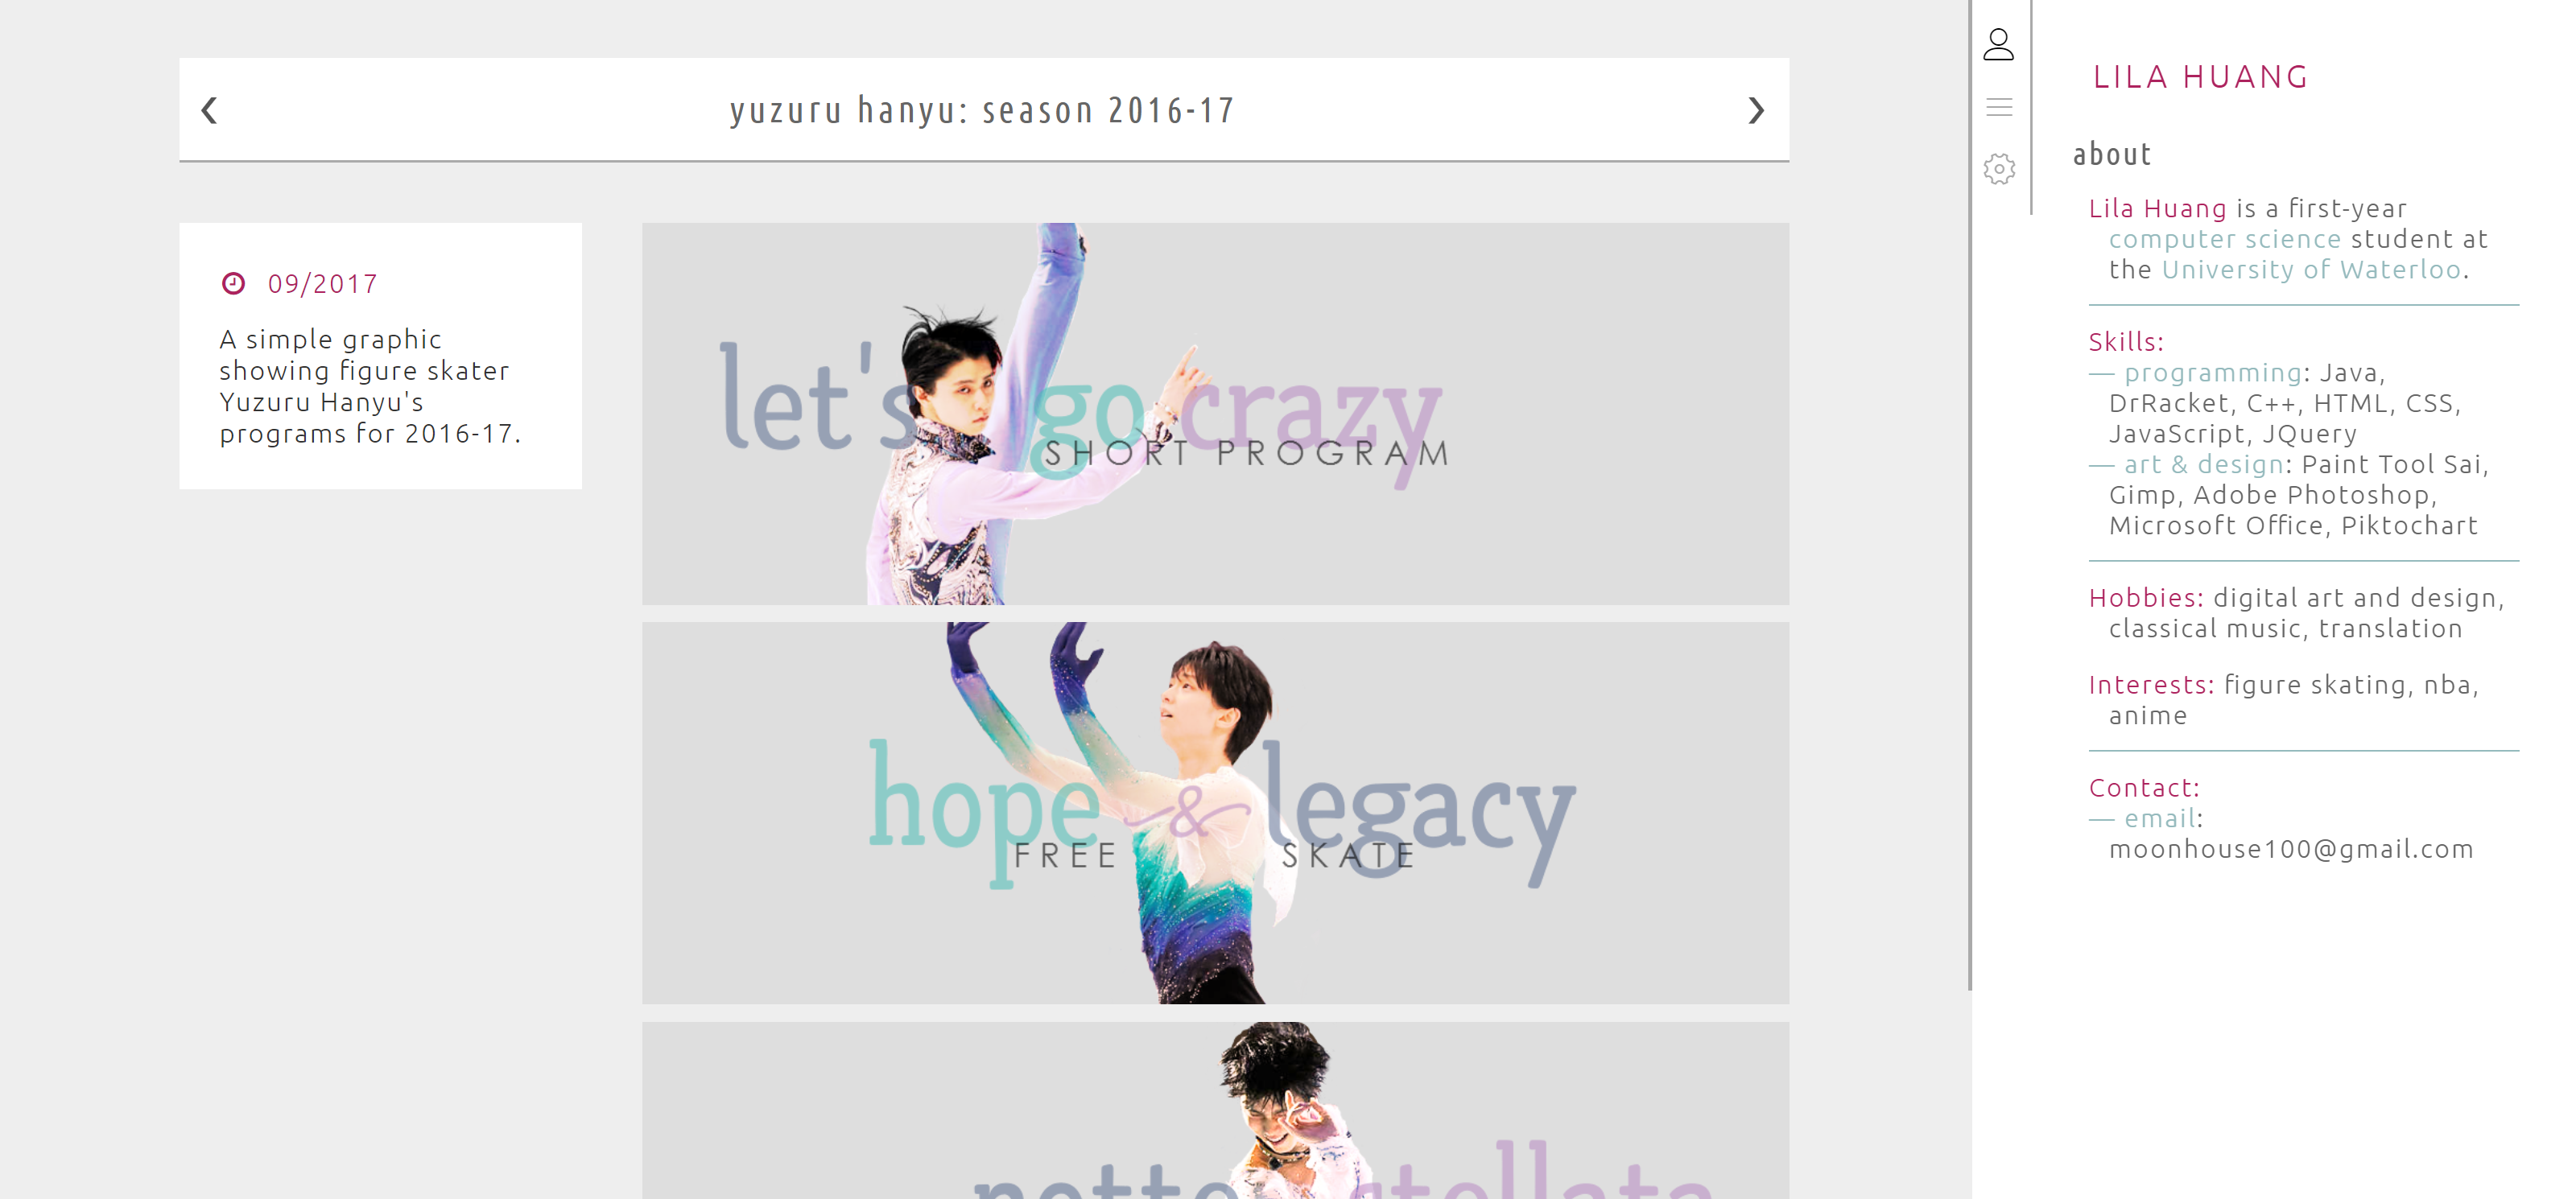 yuzuru hanyu: season 2016-17
09/2017
A simple graphic
showing figure skater
Yuzuru Hanyu's
programs for 2016-17.
let's go crazy
SHORT PROGRAM
hope & legacy
FREE SKATE
LILA HUANG
about
Lila Huang is a first-year
computer science student at
the University of Waterloo.
Skills:
— programming: Java,
DrRacket, C++, HTML, CSS,
JavaScript, JQuery
— art & design: Paint Tool Sai,
Gimp, Adobe Photoshop,
Microsoft Office, Piktochart
Hobbies: digital art and design,
classical music, translation
Interests: figure skating, nba,
anime
Contact:
— email:
moonhouse100@gmail.com